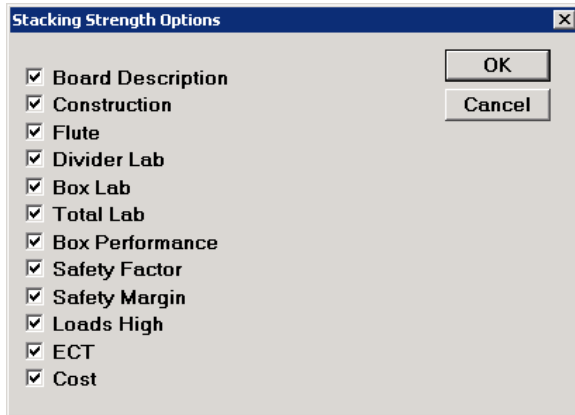 Stacking Strength Options
OK
Board Description
Construction
Cancel
Flute
Divider Lab
Box Lab
Total Lab
Box Performance
Safety Factor
Safety Margin
Loads High
ECT
Cost